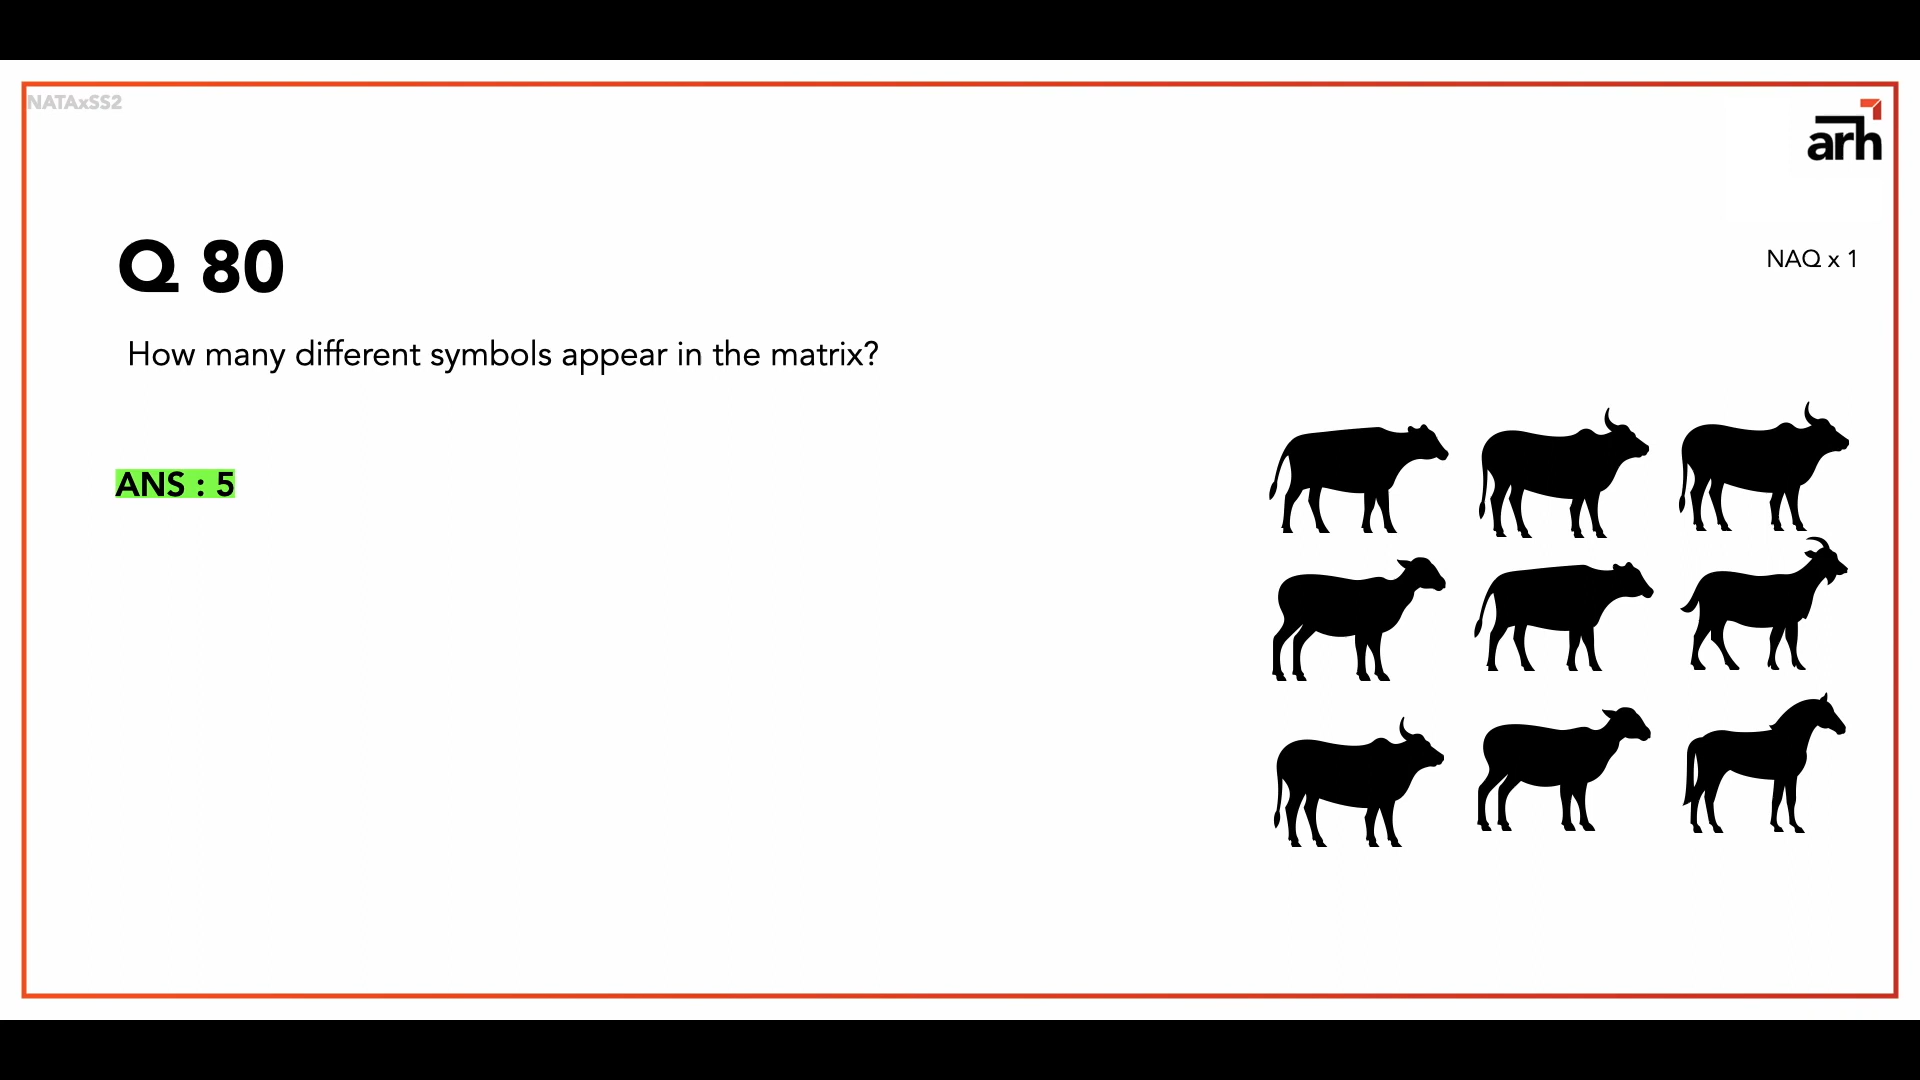 NATAxSS2
arh
Q 80
NAQ x 1
How many different symbols appear in the matrix?
ANS : 5